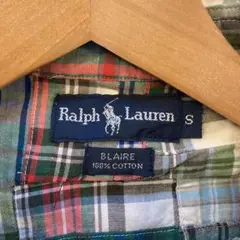 Ralph Lauren
S
BLAIRE
100% COTTON